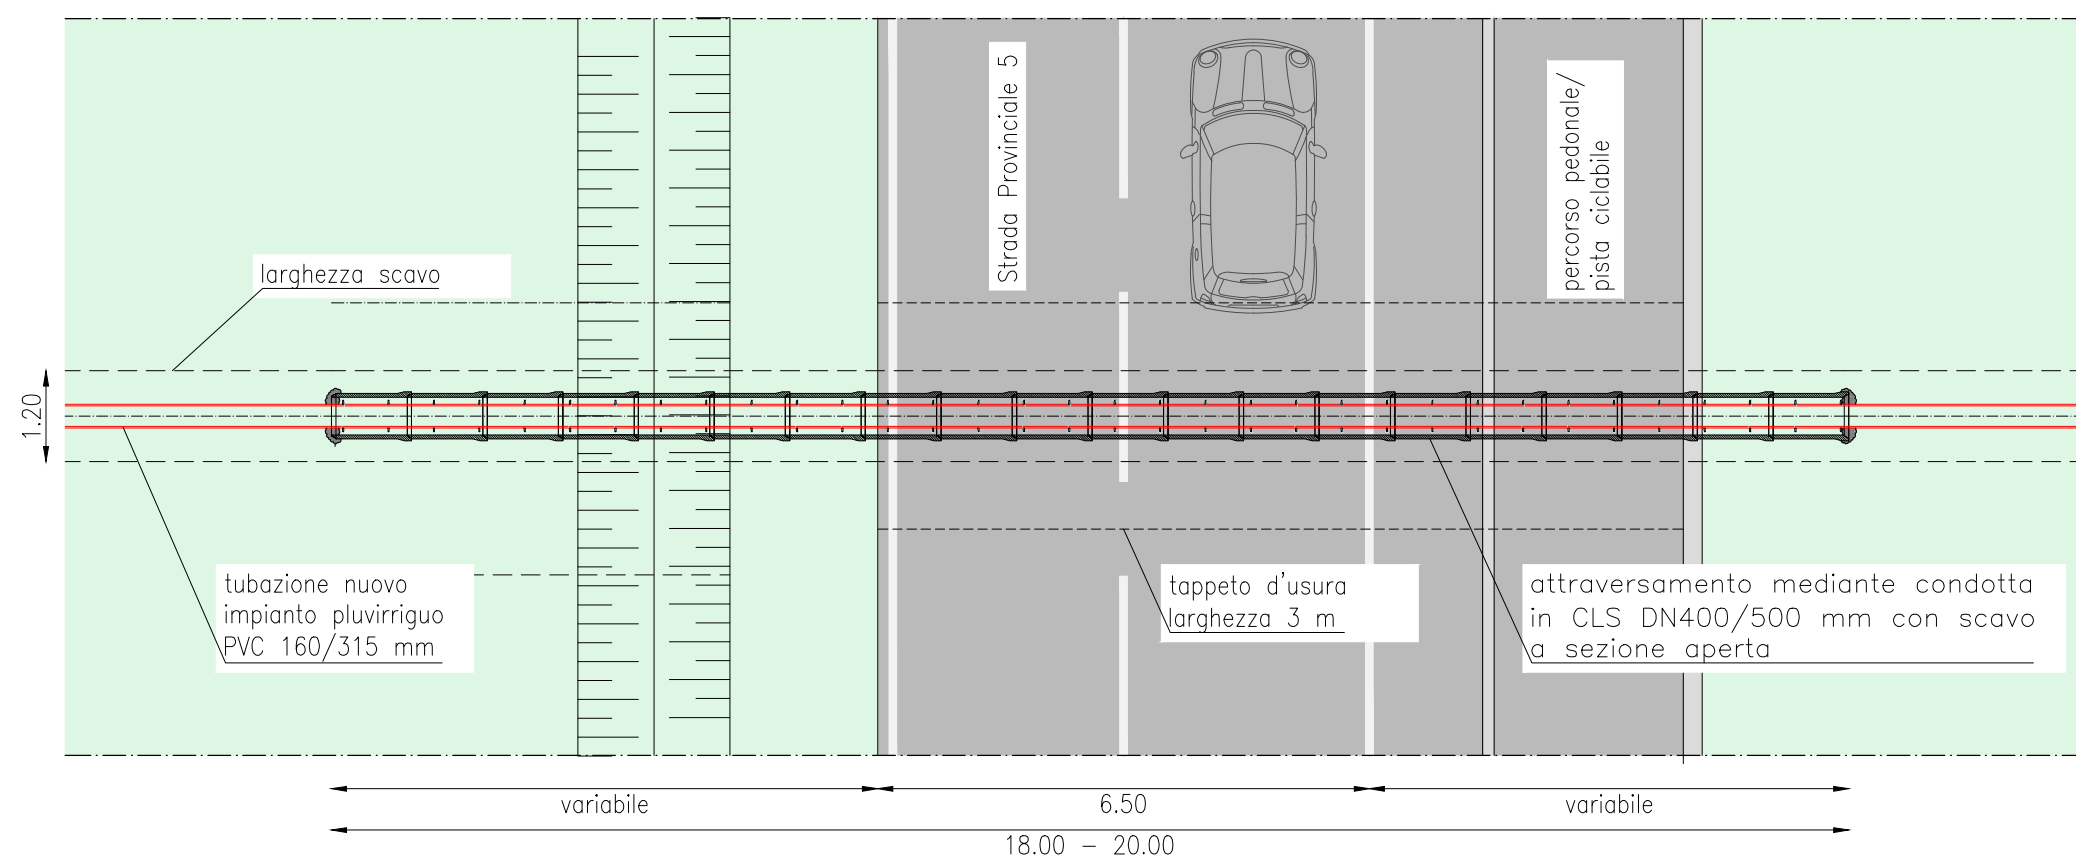 Strada Provinciale 5
percorso pedonale/
pista ciclabile
larghezza scavo
1.20
tubazione nuovo
impianto pluvirriguo
PVC 160/315 mm
tappeto d'usura
larghezza 3 m
attraversamento mediante condotta
in CLS DN400/500 mm con scavo
a sezione aperta
variabile
6.50
variabile
18.00 - 20.00